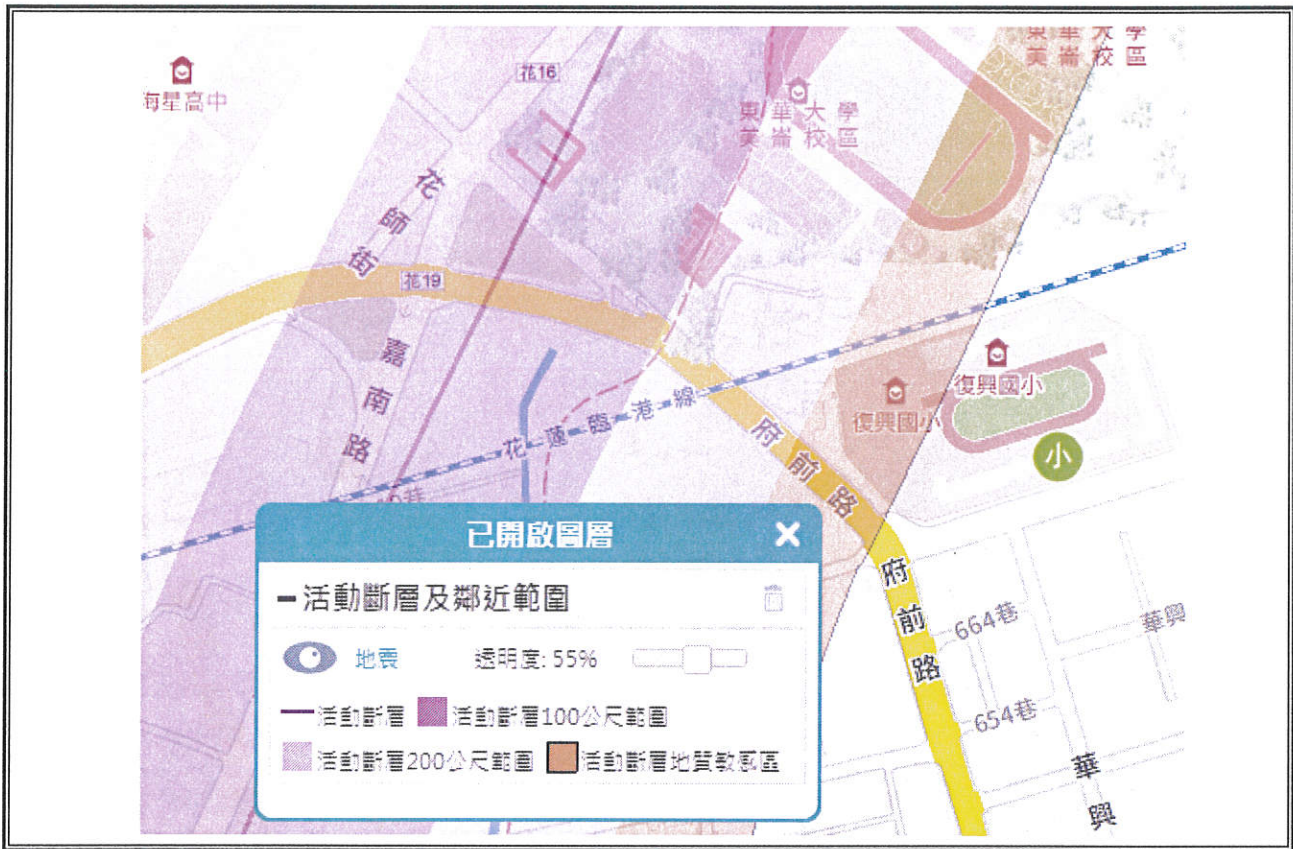 東華大學
美崙校區
海星高中
花16
東華大學
美崙校區
花師街
花19
嘉南路
花蓮臨港線
復興國小
復興國小
小
府前路
府前路
664巷
華興
654巷
華興
已開啟圖層
活動斷層及鄰近範圍
地震 透明度: 55%
活動斷層 活動斷層100公尺範圍
活動斷層200公尺範圍 活動斷層地質敏感區